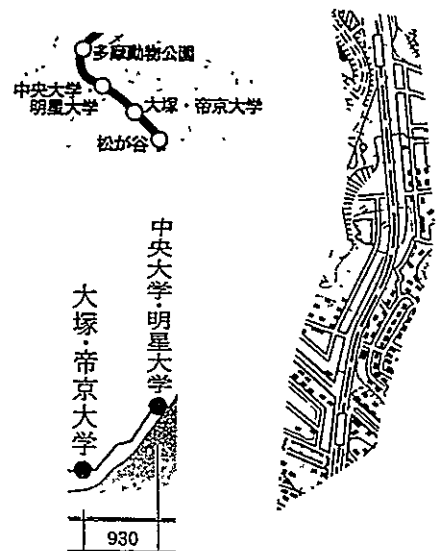 多摩動物公園
中央大学・
明星大学
大塚・帝京大学
松が谷
中央大学・明星大学
大塚・帝京大学
930